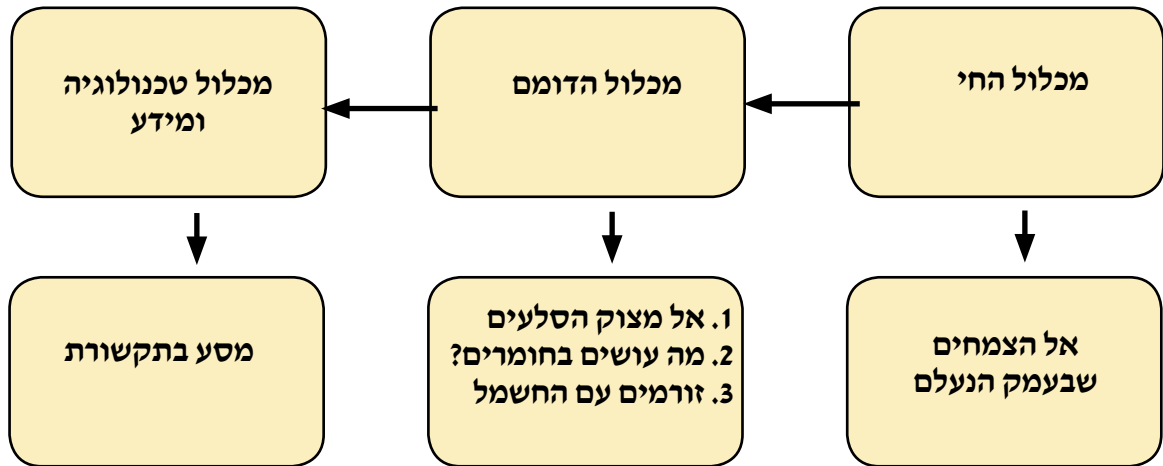 מכלול החי
מכלול הדומם
מכלול טכנולוגיה
ומידע
אל הצמחים
שבעמק הנעלם
1. אל מצוק הסלעים
2. מה עושים בחומרים?
3. זורמים עם החשמל
מסע בתקשורת